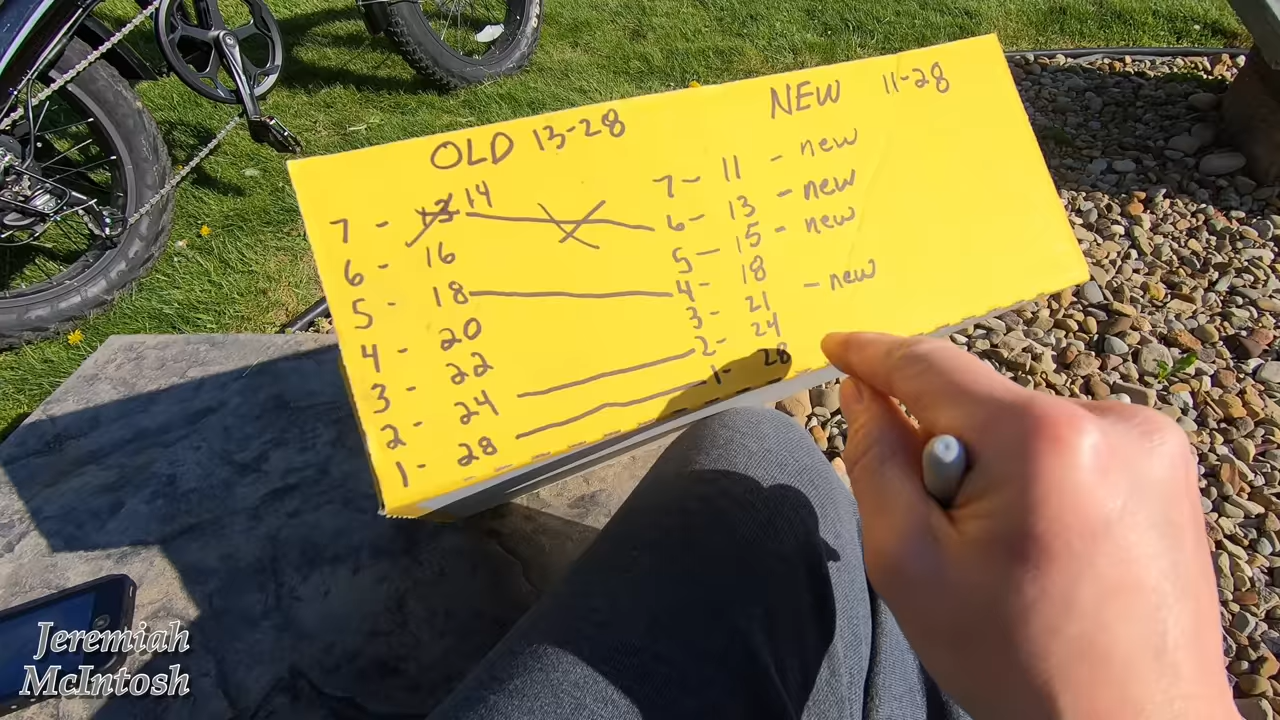 OLD 13-28
7 - 13 14
6 - 16
5 - 18
4 - 20
3 - 22
2 - 24
1 - 28
NEW 11-28
7 - 11 - new
6 - 13 - new
5 - 15 - new
4 - 18
3 - 21 - new
2 - 24
1 - 28
Jeremiah
McIntosh